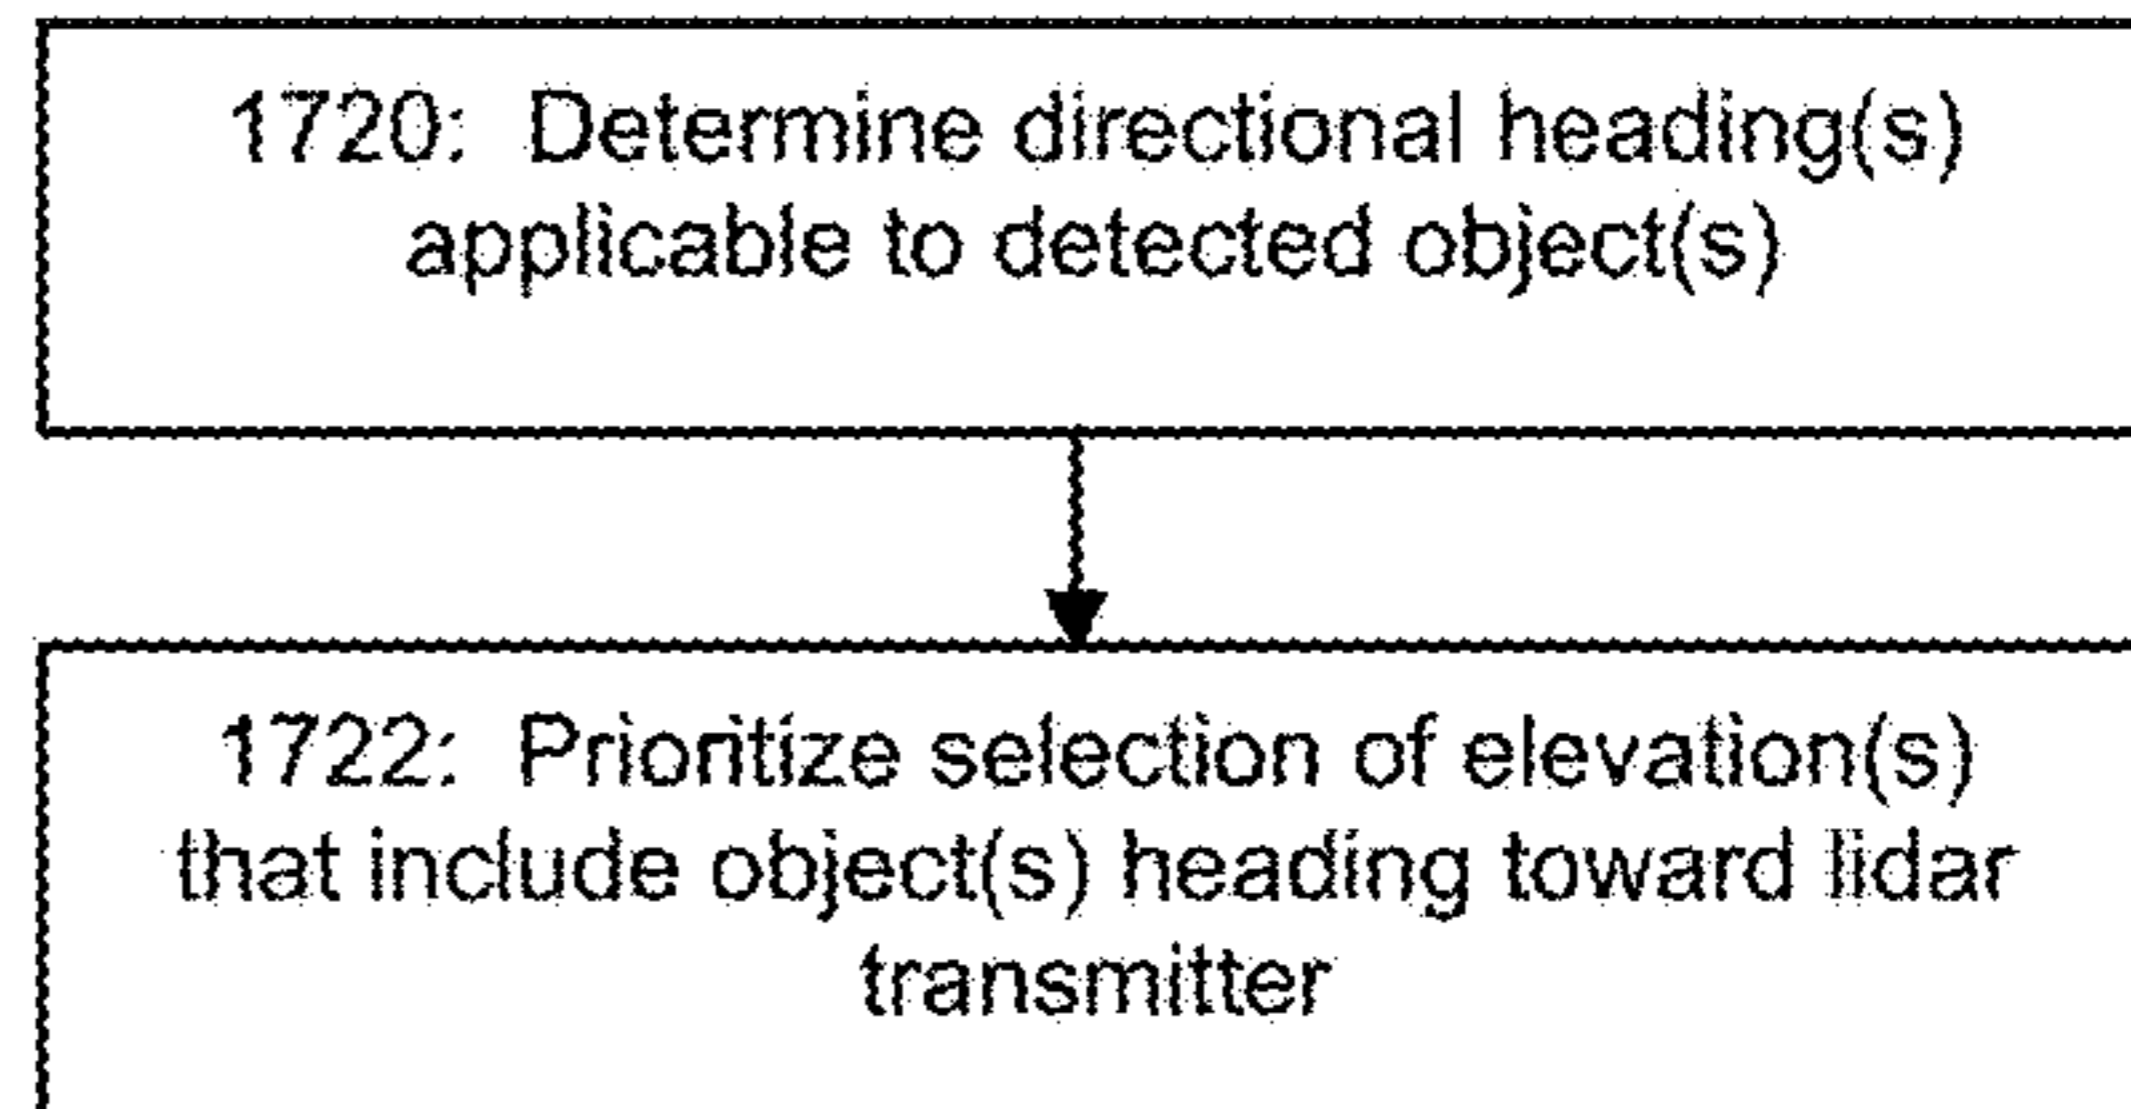 1720: Determine directional heading(s)
applicable to detected object(s)
1722: Prioritize selection of elevation(s)
that include object(s) heading toward lidar
transmitter